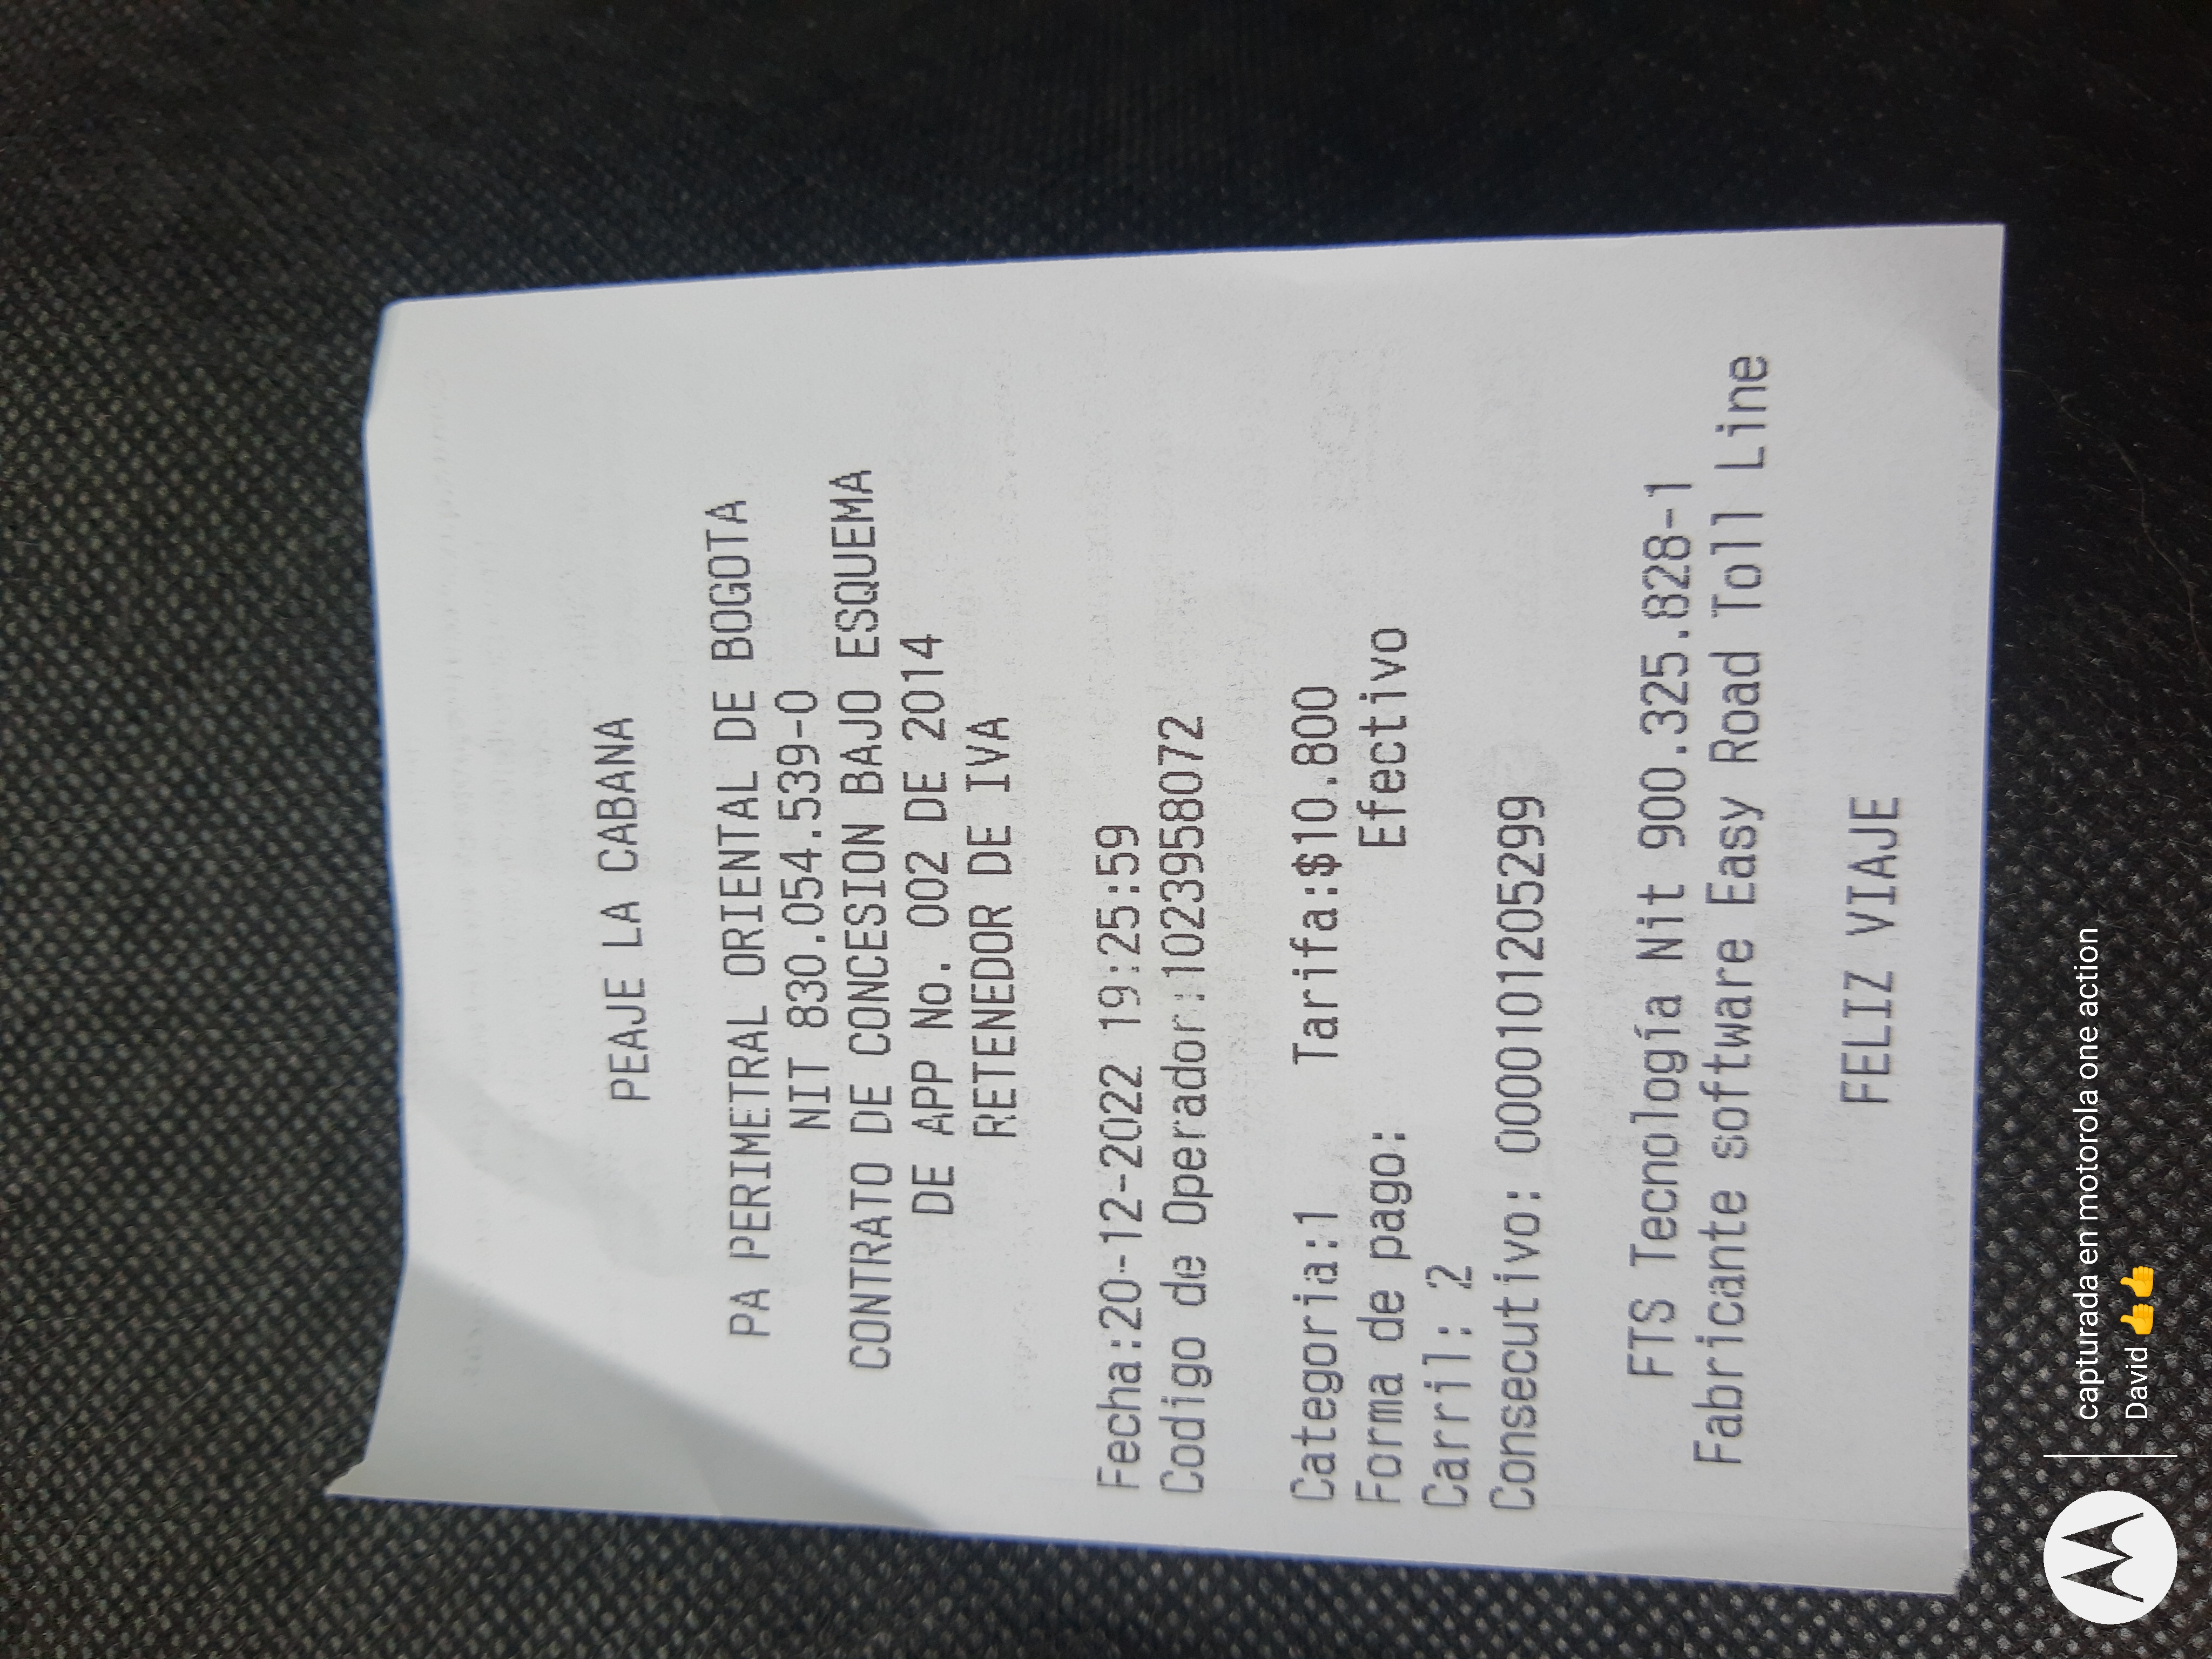 PEAJE LA CABANA
PA PERIMETRAL ORIENTAL DE BOGOTA
NIT 830.054.539-0
CONTRATO DE CONCESION BAJO ESQUEMA
DE APP No. 002 DE 2014
RETENEDOR DE IVA
Fecha:20-12-2022 19:25:59
Codigo de Operador:1023958072
Categoria:1 Tarifa:$10.800
Forma de pago: Efectivo
Carril: 2
Consecutivo: 000101205299
FTS Tecnología Nit 900.325.828-1
Fabricante software Easy Road Toll Line
FELIZ VIAJE
capturada en motorola one action
David 👍👍